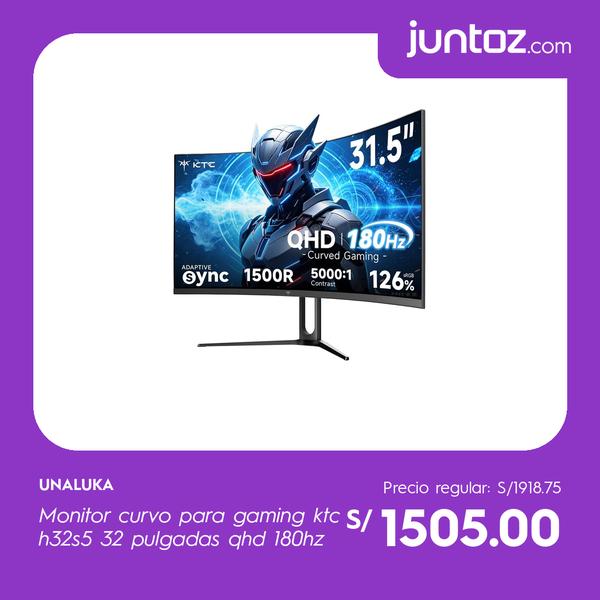 juntoz.com
KTC
31.5"
QHD | 180Hz
- Curved Gaming -
ADAPTIVE
Sync
1500R
5000:1
Contrast
126%
sRGB
UNALUKA
Monitor curvo para gaming ktc
h32s5 32 pulgadas qhd 180hz
Precio regular: S/1918.75
S/ 1505.00